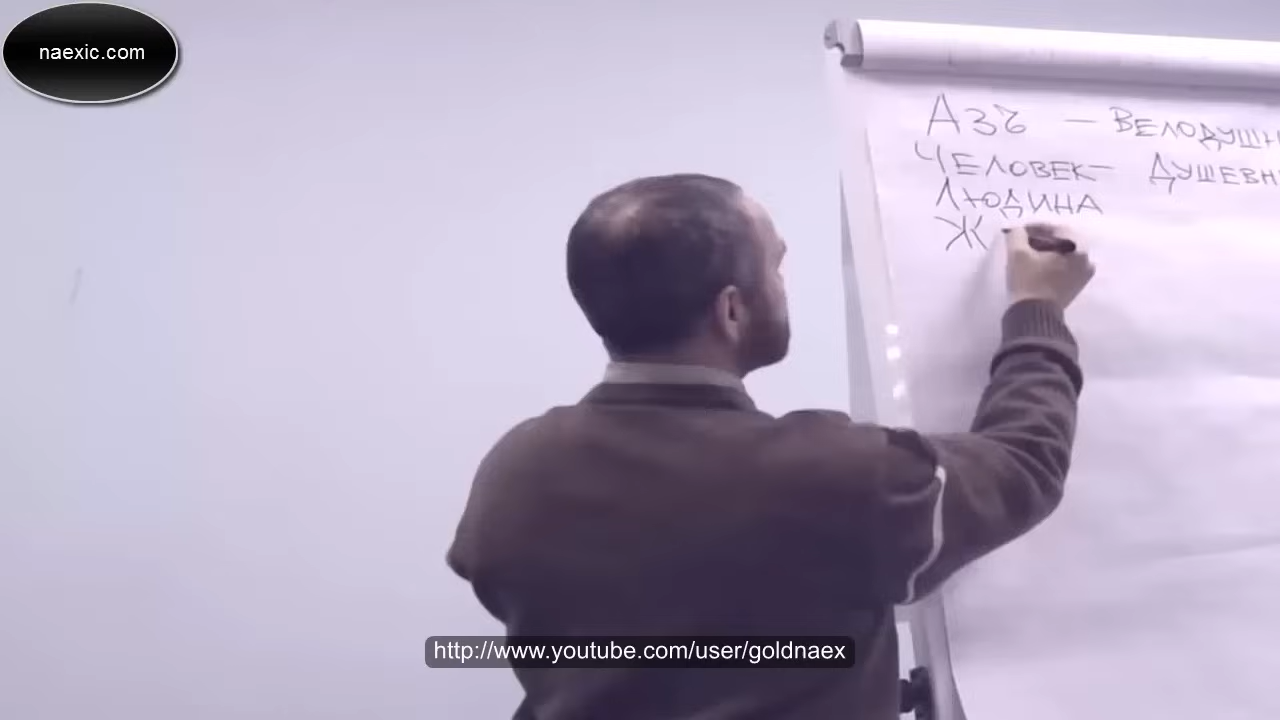 naexic.com
АЗЪ – ВЕЛОДУШН
ЧЕЛОВЕК – ДУШЕВН
ЛЮДИНА
Ж
http://www.youtube.com/user/goldnaex